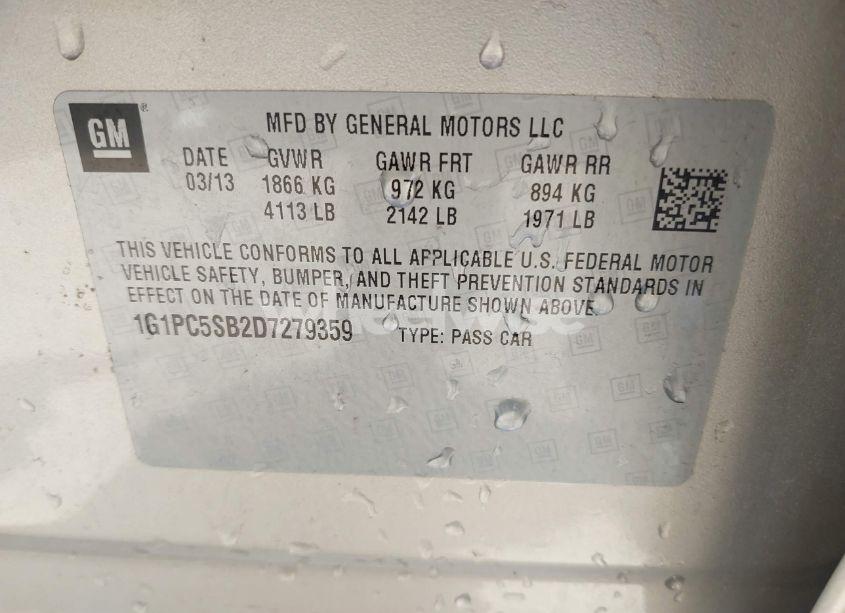 GM
MFD BY GENERAL MOTORS LLC
DATE GVWR GAWR FRT GAWR RR
03/13 1866 KG 972 KG 894 KG
4113 LB 2142 LB 1971 LB
THIS VEHICLE CONFORMS TO ALL APPLICABLE U.S. FEDERAL MOTOR
VEHICLE SAFETY, BUMPER, AND THEFT PREVENTION STANDARDS IN
EFFECT ON THE DATE OF MANUFACTURE SHOWN ABOVE.
1G1PC5SB2D7279359 TYPE: PASS CAR